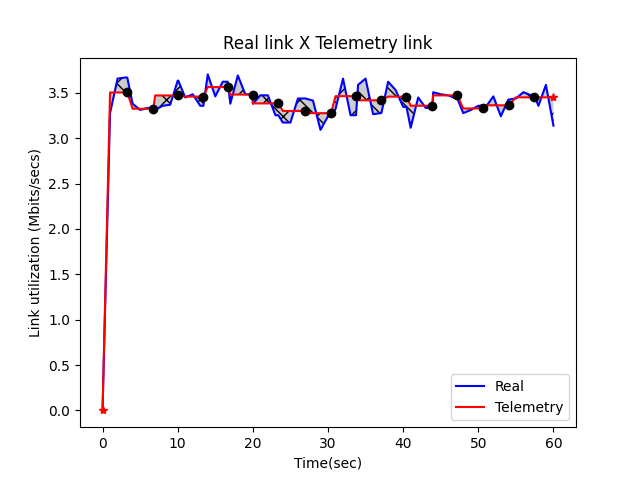 Real link X Telemetry link
Link utilization (Mbits/secs)
3.5
3.0
2.5
2.0
1.5
1.0
0.5
0.0
0 10 20 30 40 50 60
Time(sec)
Real
Telemetry